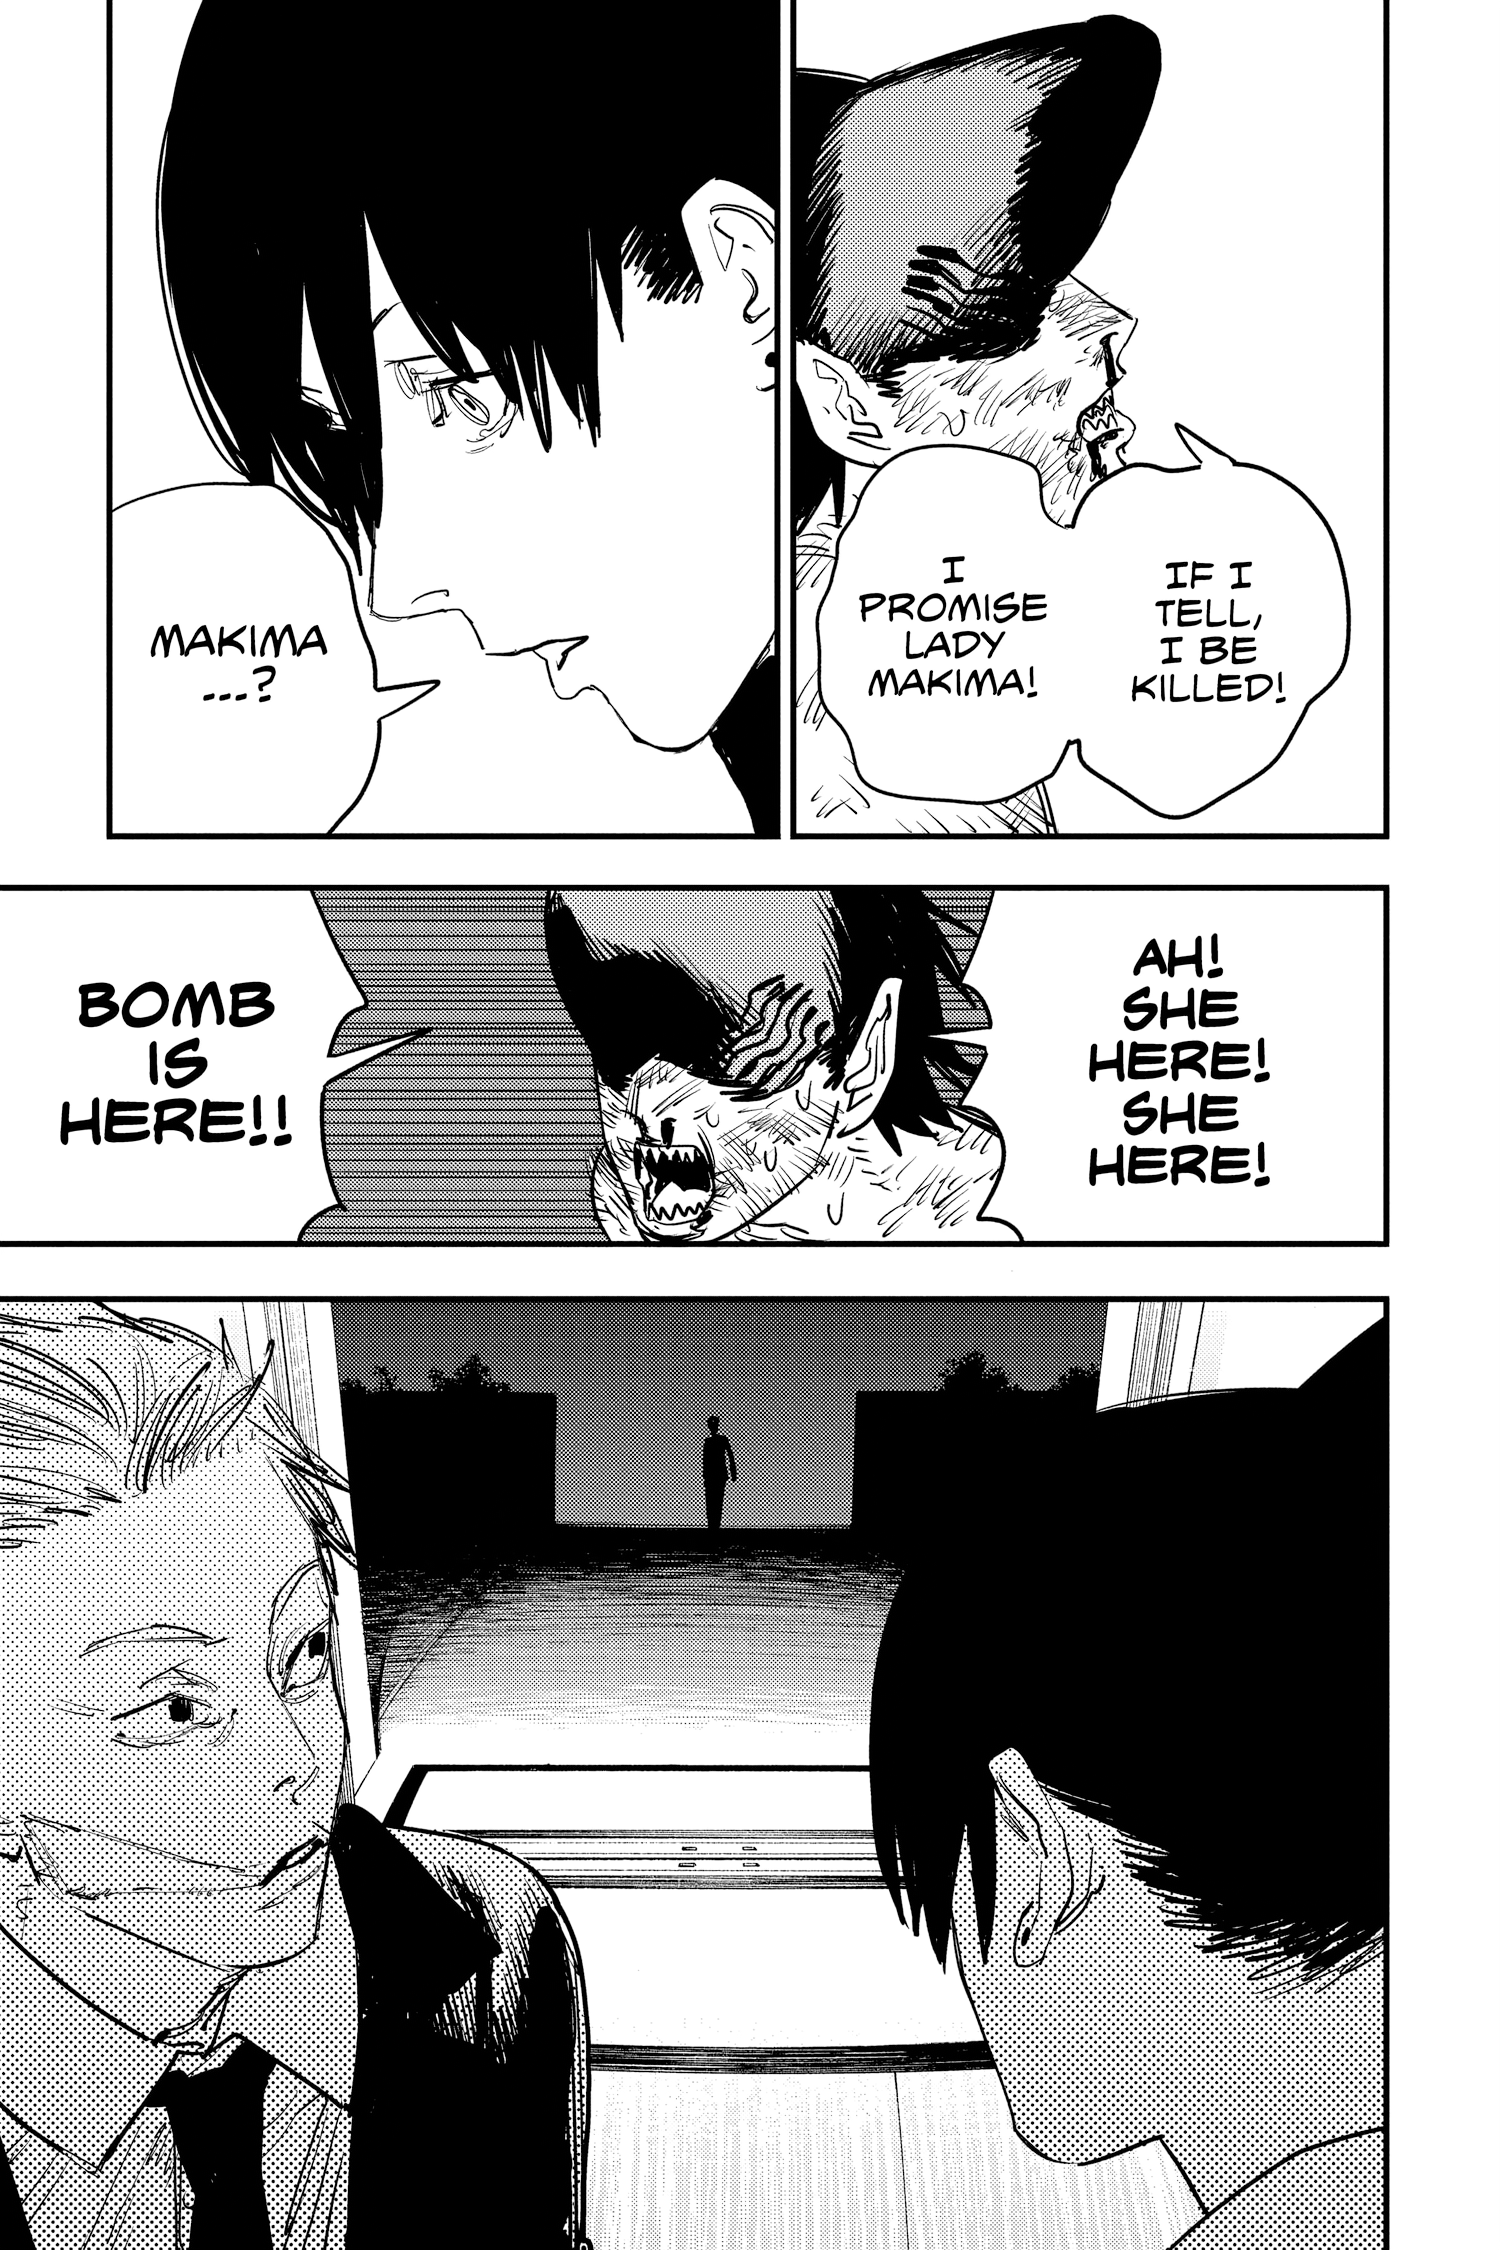 IF I
TELL,
I BE
KILLED!
I
PROMISE
LADY
MAKIMA!
MAKIMA
...?
AH!
SHE
HERE!
SHE
HERE!
BOMB
IS
HERE!!